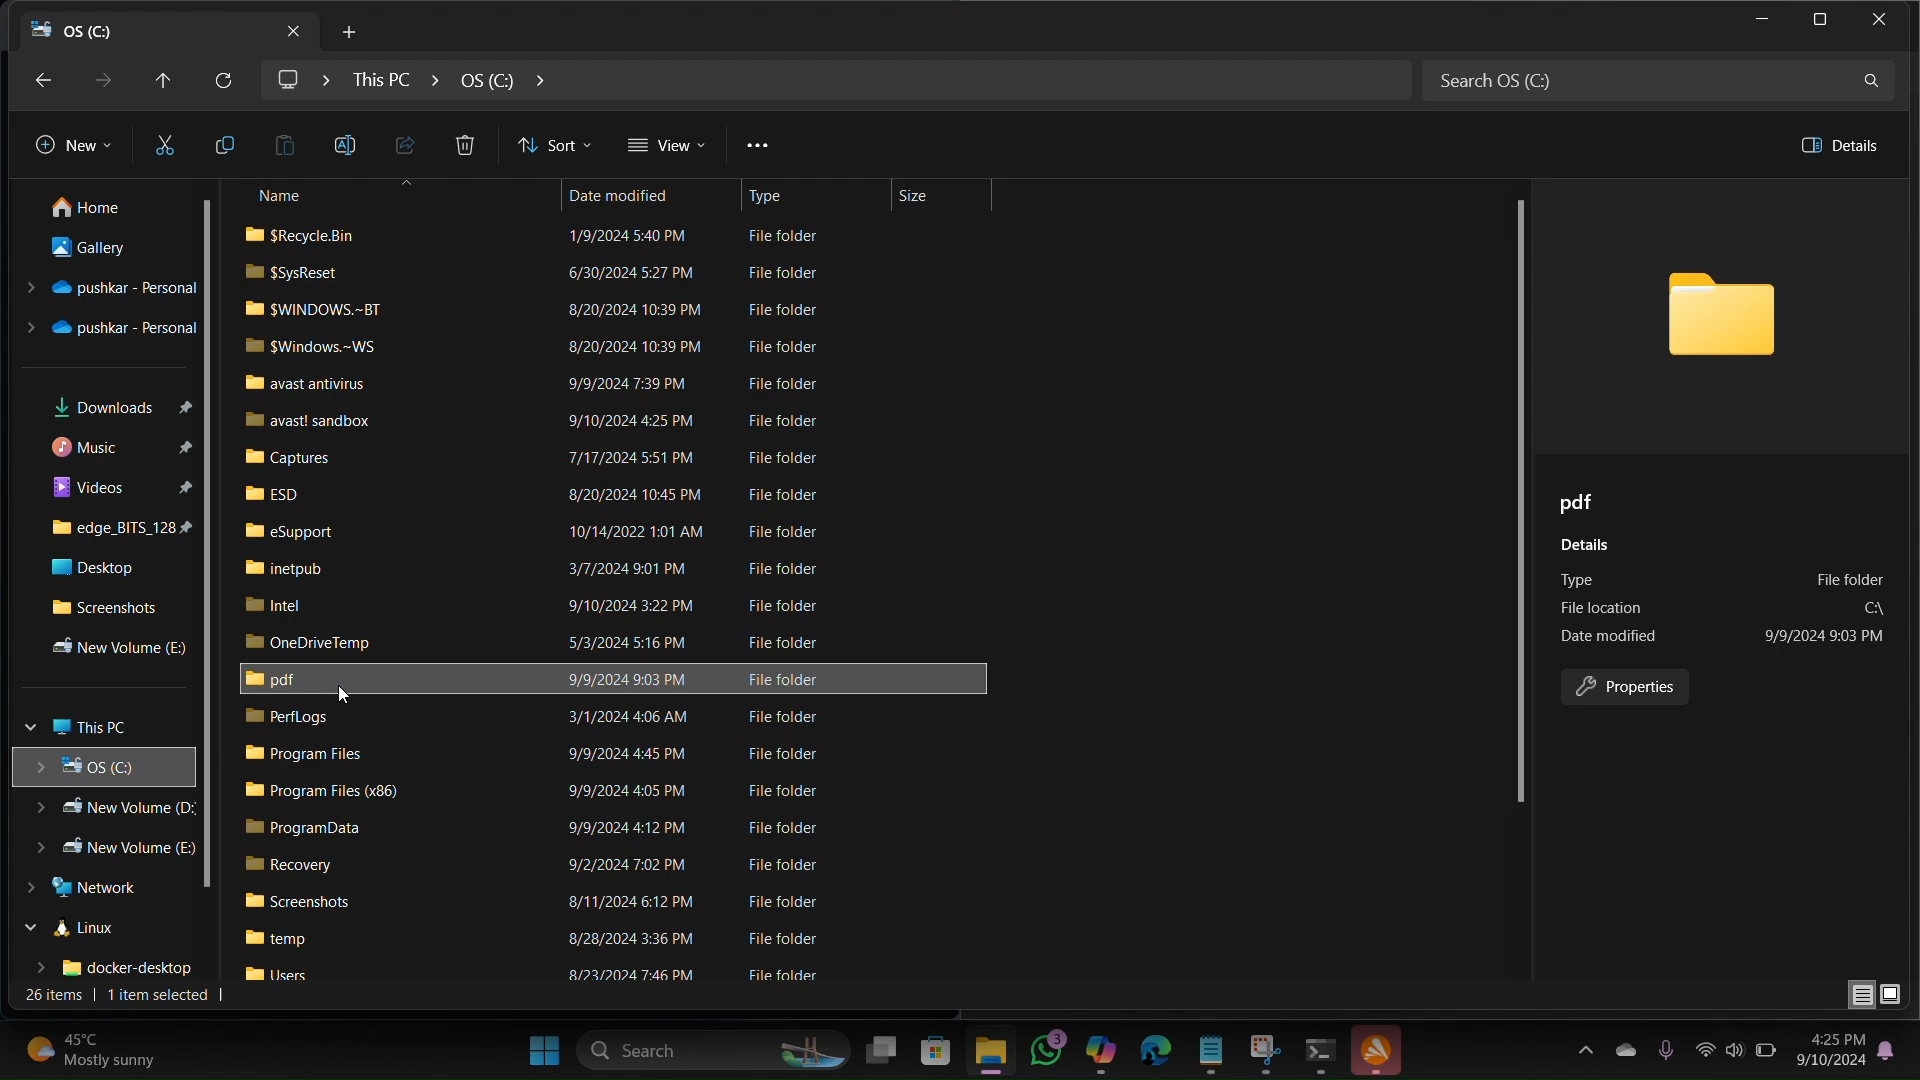 OS (C:)
This PC
OS (C:)
Search OS (C:)
New
Sort
View
Details
Home
Gallery
pushkar - Personal
pushkar - Personal
Downloads
Music
Videos
edge_BITS_128
Desktop
Screenshots
New Volume (E:)
This PC
OS (C:)
New Volume (D:)
New Volume (E:)
Network
Linux
docker-desktop
Name Date modified Type Size
$Recycle.Bin 1/9/2024 5:40 PM File folder
$SysReset 6/30/2024 5:27 PM File folder
$WINDOWS.~BT 8/20/2024 10:39 PM File folder
$Windows.~WS 8/20/2024 10:39 PM File folder
avast antivirus 9/9/2024 7:39 PM File folder
avast! sandbox 9/10/2024 4:25 PM File folder
Captures 7/17/2024 5:51 PM File folder
ESD 8/20/2024 10:45 PM File folder
eSupport 10/14/2022 1:01 AM File folder
inetpub 3/7/2024 9:01 PM File folder
Intel 9/10/2024 3:22 PM File folder
OneDriveTemp 5/3/2024 5:16 PM File folder
pdf 9/9/2024 9:03 PM File folder
PerfLogs 3/1/2024 4:06 AM File folder
Program Files 9/9/2024 4:45 PM File folder
Program Files (x86) 9/9/2024 4:05 PM File folder
ProgramData 9/9/2024 4:12 PM File folder
Recovery 9/2/2024 7:02 PM File folder
Screenshots 8/11/2024 6:12 PM File folder
temp 8/28/2024 3:36 PM File folder
Users 8/23/2024 7:46 PM File folder
pdf
Details
Type File folder
File location C:\
Date modified 9/9/2024 9:03 PM
Properties
26 items 1 item selected
45°C
Mostly sunny
Search
3
4:25 PM
9/10/2024